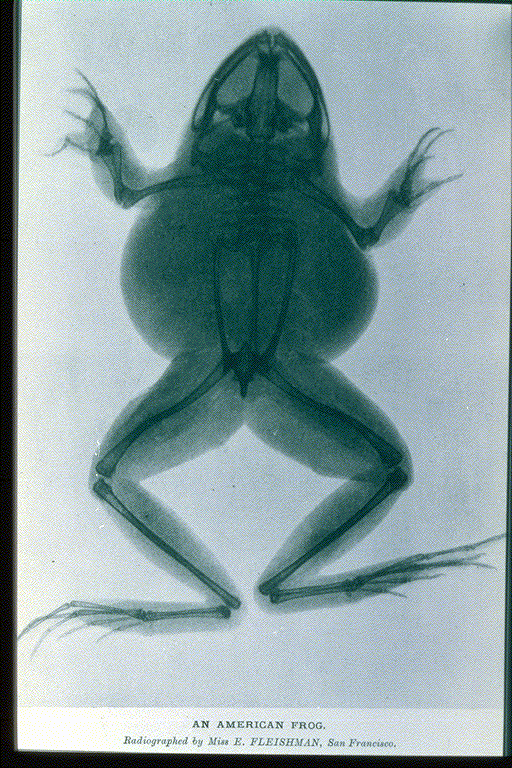 AN AMERICAN FROG.
Radiographed by Miss E. FLEISHMAN, San Francisco.